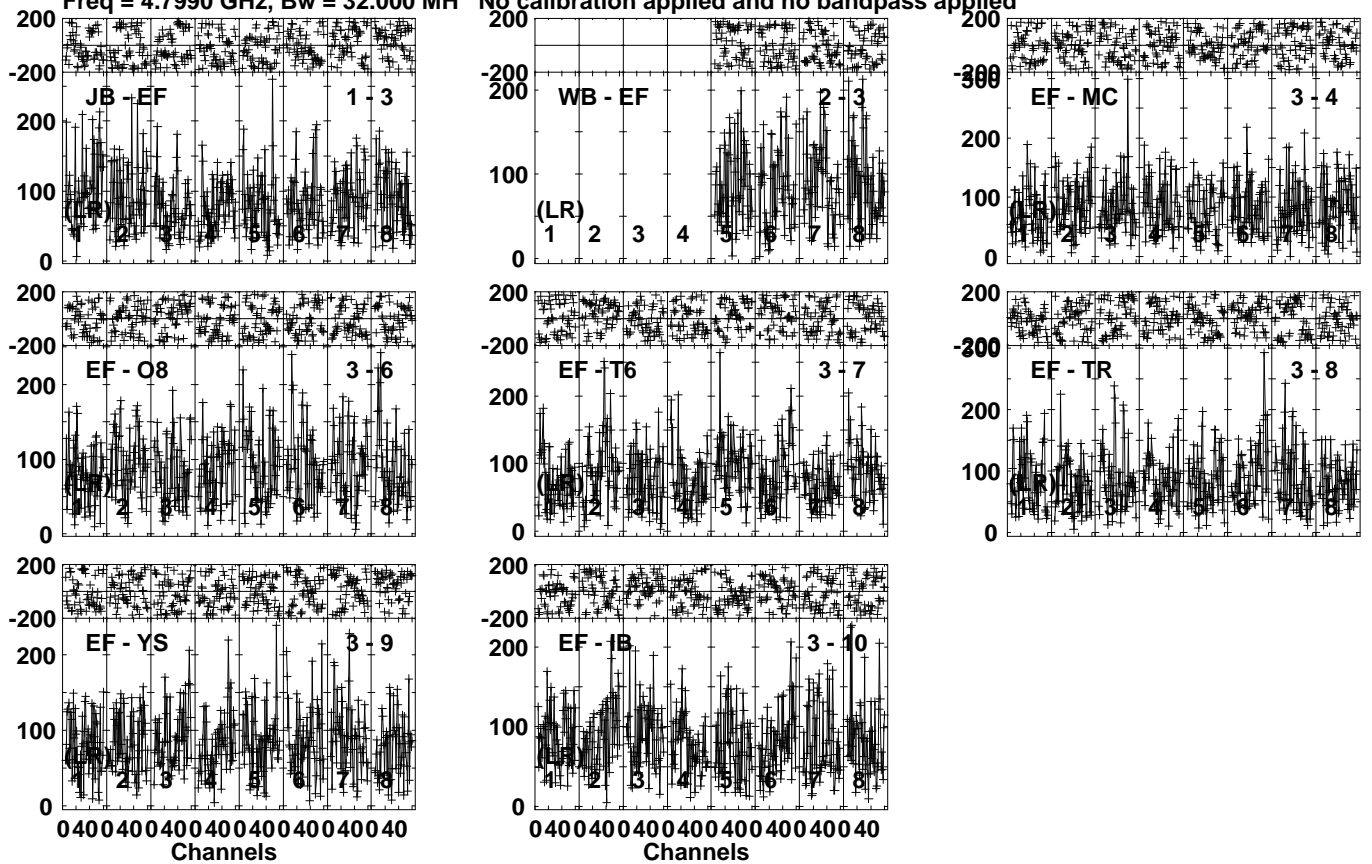 Freq = 4.7990 GHz, Bw = 32.000 MH No calibration applied and no bandpass applied
200
-200
JB - EF 1 - 3
200
100
0
(LR)
1 2 3 4 5 6 7 8
200
-200
WB - EF 2 - 3
200
100
0
(LR)
1 2 3 4 5 6 7 8
200
-200
300
EF - MC 3 - 4
200
100
0
(LR)
1 2 3 4 5 6 7 8
200
-200
EF - O8 3 - 6
200
100
0
(LR)
1 2 3 4 5 6 7 8
200
-200
EF - T6 3 - 7
200
100
0
(LR)
1 2 3 4 5 6 7 8
200
-200
300
EF - TR 3 - 8
200
100
0
(LR)
1 2 3 4 5 6 7 8
200
-200
EF - YS 3 - 9
200
100
0
(LR)
1 2 3 4 5 6 7 8
0 40 0 40 0 40 0 40 0 40 0 40 0 40 0 40
Channels
200
-200
EF - IB 3 - 10
200
100
0
(LR)
1 2 3 4 5 6 7 8
0 40 0 40 0 40 0 40 0 40 0 40 0 40 0 40
Channels